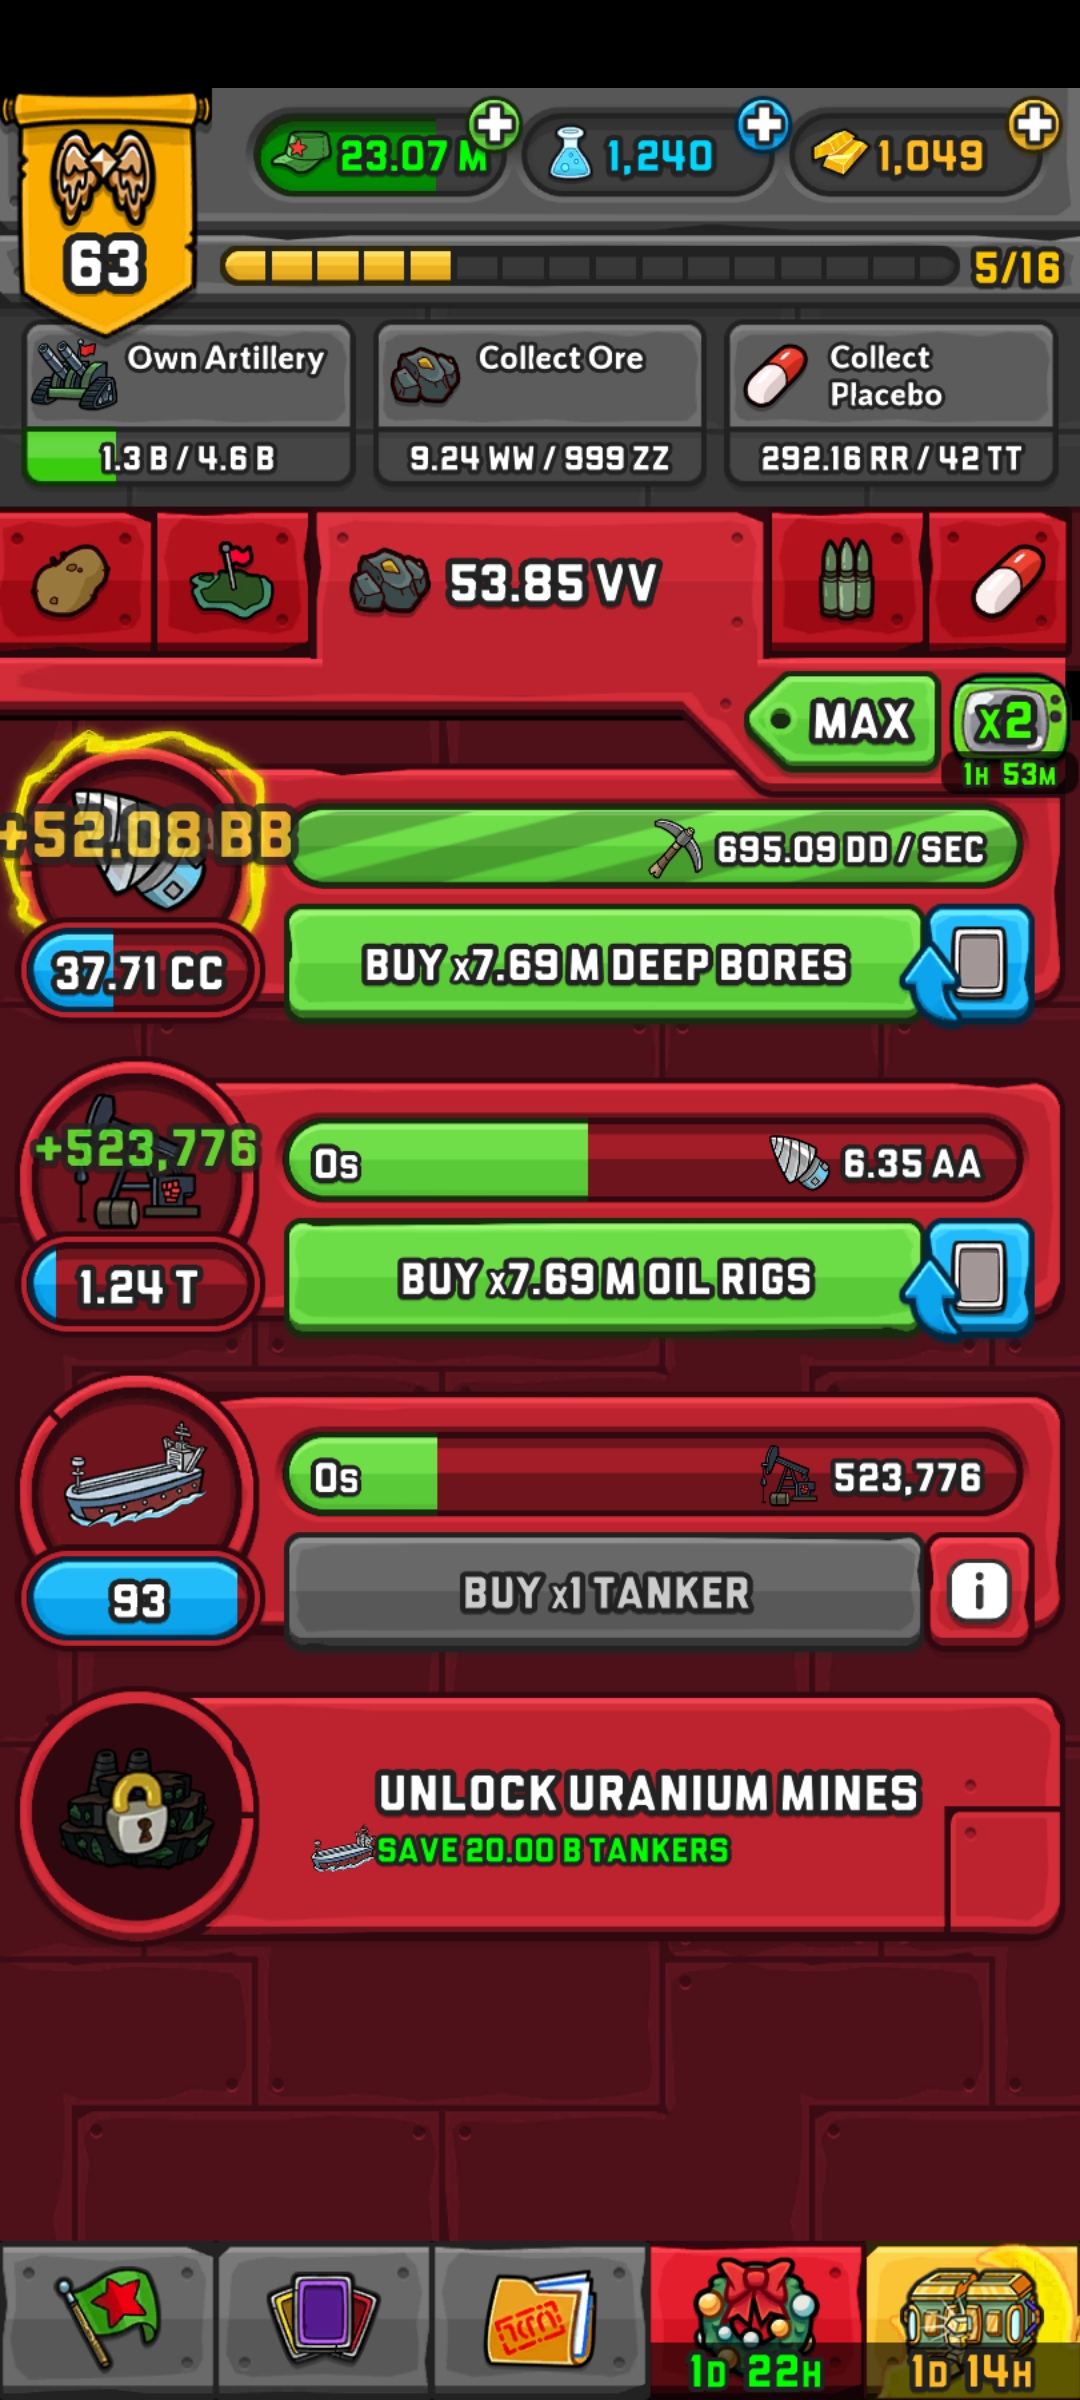 23.07 M
1,240
1,049
63
5/16
Own Artillery
1.3 B / 4.6 B
Collect Ore
9.24 WW / 999 ZZ
Collect
Placebo
292.16 RR / 42 TT
53.85 VV
MAX
x2
1H 53M
+52.08 BB
695.09 DD / SEC
37.71 CC
BUY x7.69 M DEEP BORES
+523,776
0s
6.35 AA
1.24 T
BUY x7.69 M OIL RIGS
0s
523,776
93
BUY x1 TANKER
i
UNLOCK URANIUM MINES
SAVE 20.00 B TANKERS
1D 22H
1D 14H